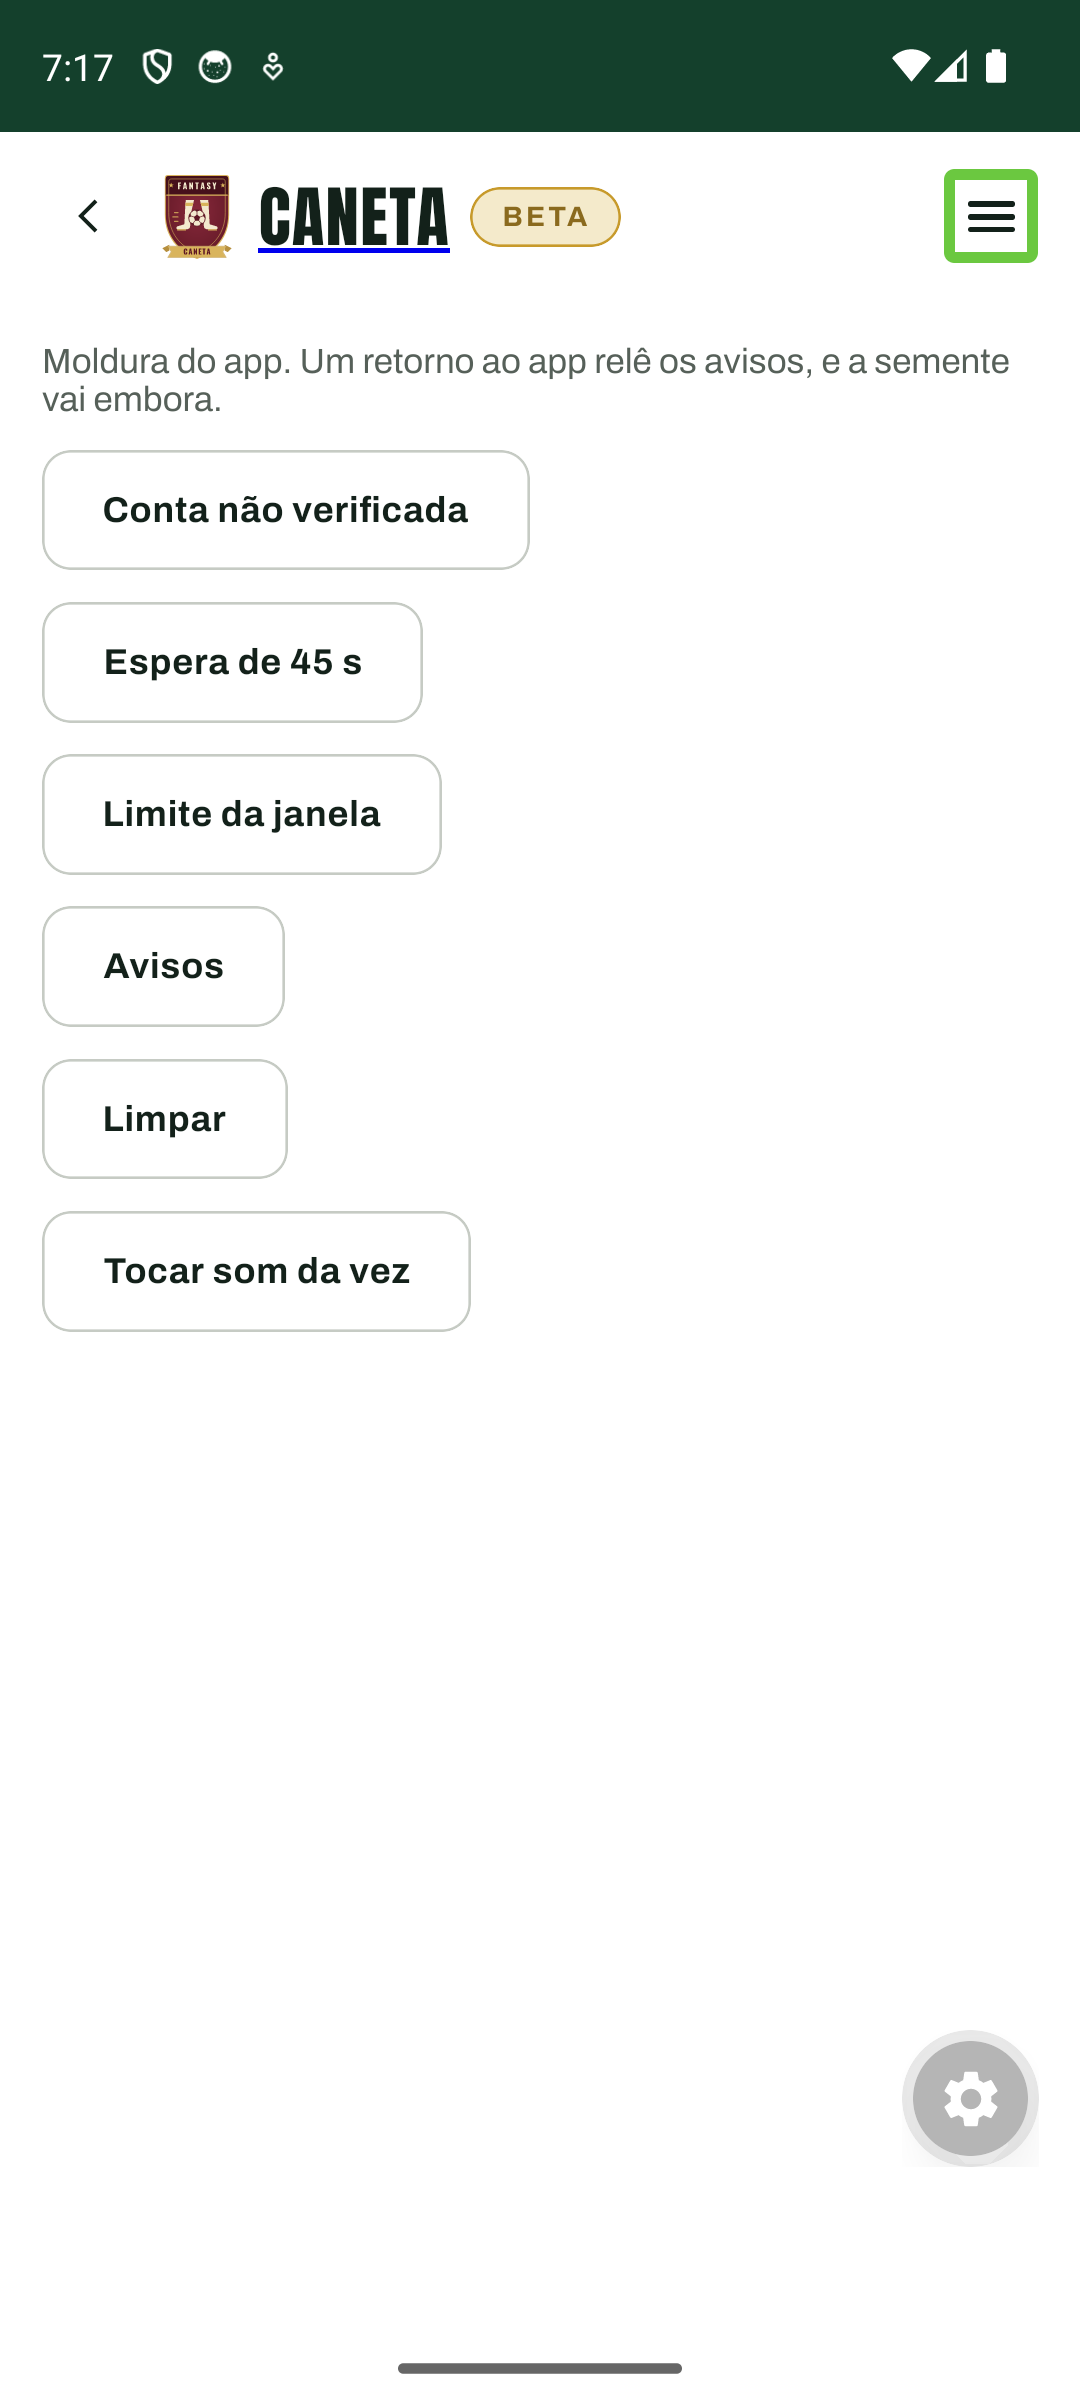 7:17
FANTASY
CANETA
CANETA
BETA
Moldura do app. Um retorno ao app relê os avisos, e a semente
vai embora.
Conta não verificada
Espera de 45 s
Limite da janela
Avisos
Limpar
Tocar som da vez